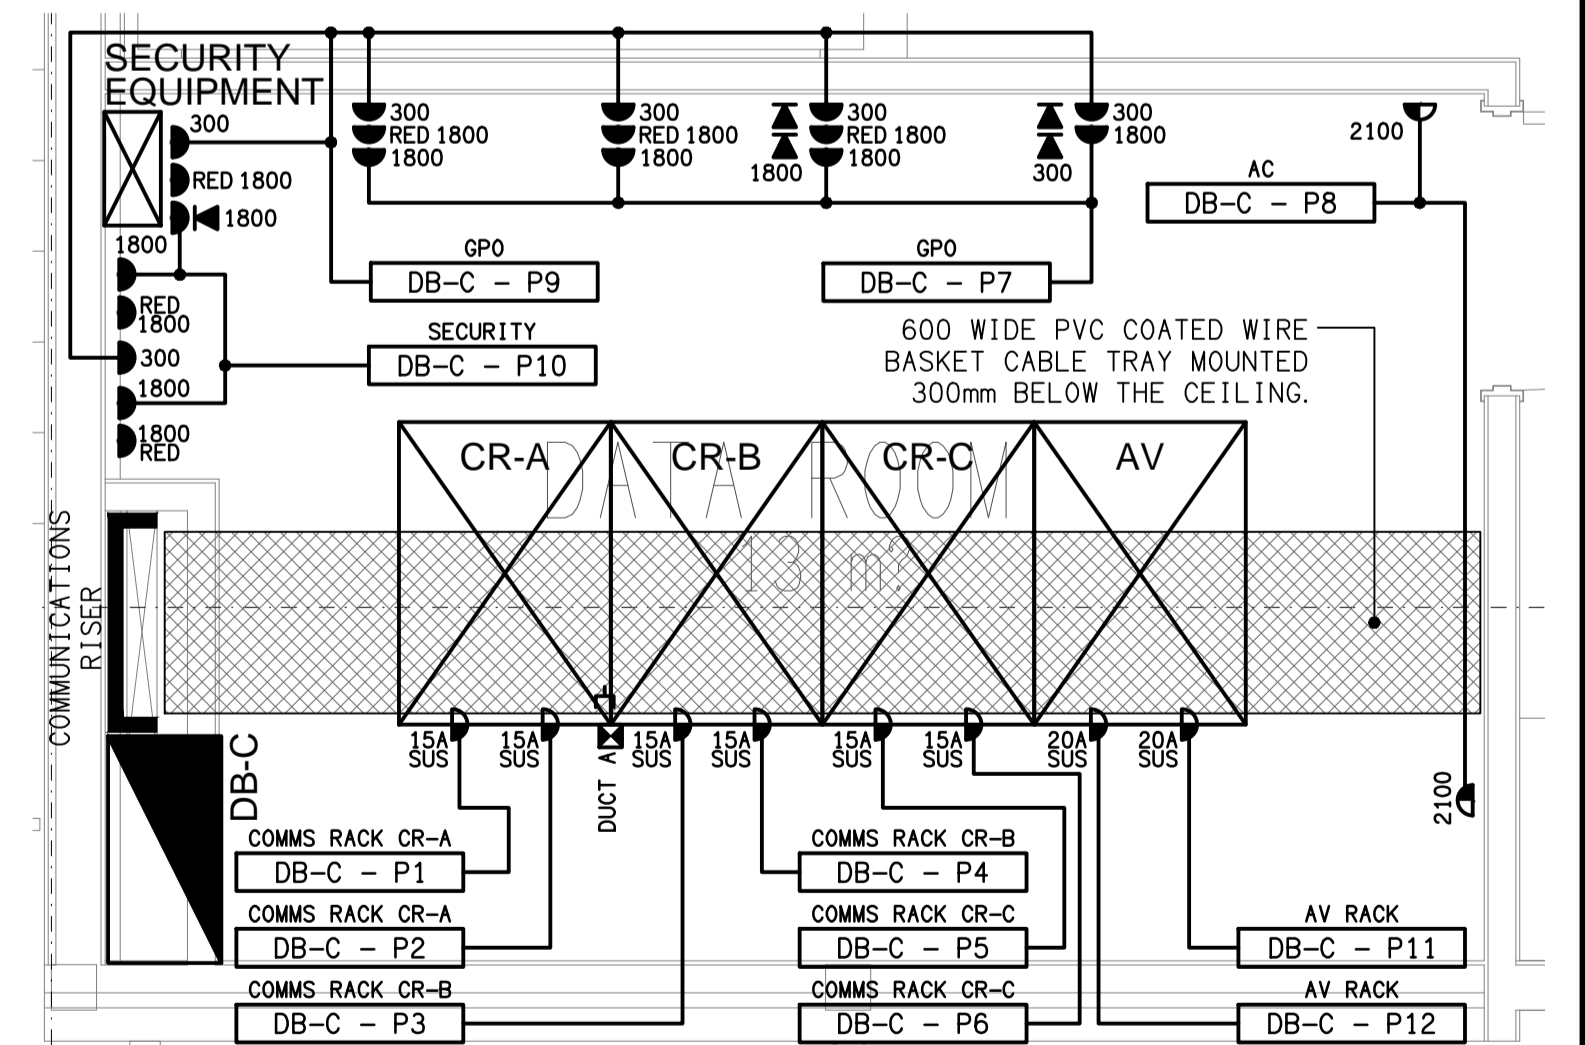 SECURITY
EQUIPMENT
300
RED 1800
1800
300
RED 1800
1800
300
RED 1800
1800
300
RED 1800
1800
1800
300
1800
300
2100
AC
DB-C - P8
1800
RED
1800
300
1800
1800
RED
GPO
DB-C - P9
GPO
DB-C - P7
SECURITY
DB-C - P10
600 WIDE PVC COATED WIRE
BASKET CABLE TRAY MOUNTED
300mm BELOW THE CEILING.
CR-A
CR-B
CR-C
AV
DATA ROOM
13 m²
COMMUNICATIONS
RISER
DB-C
15A
SUS
15A
SUS
DUCT A
15A
SUS
15A
SUS
15A
SUS
15A
SUS
20A
SUS
20A
SUS
2100
COMMS RACK CR-A
DB-C - P1
COMMS RACK CR-B
DB-C - P4
COMMS RACK CR-A
DB-C - P2
COMMS RACK CR-C
DB-C - P5
AV RACK
DB-C - P11
COMMS RACK CR-B
DB-C - P3
COMMS RACK CR-C
DB-C - P6
AV RACK
DB-C - P12